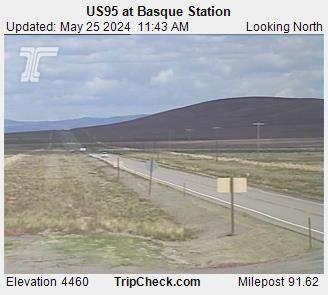 US95 at Basque Station
Updated: May 25 2024 11:43 AM Looking North
Elevation 4460 TripCheck.com Milepost 91.62